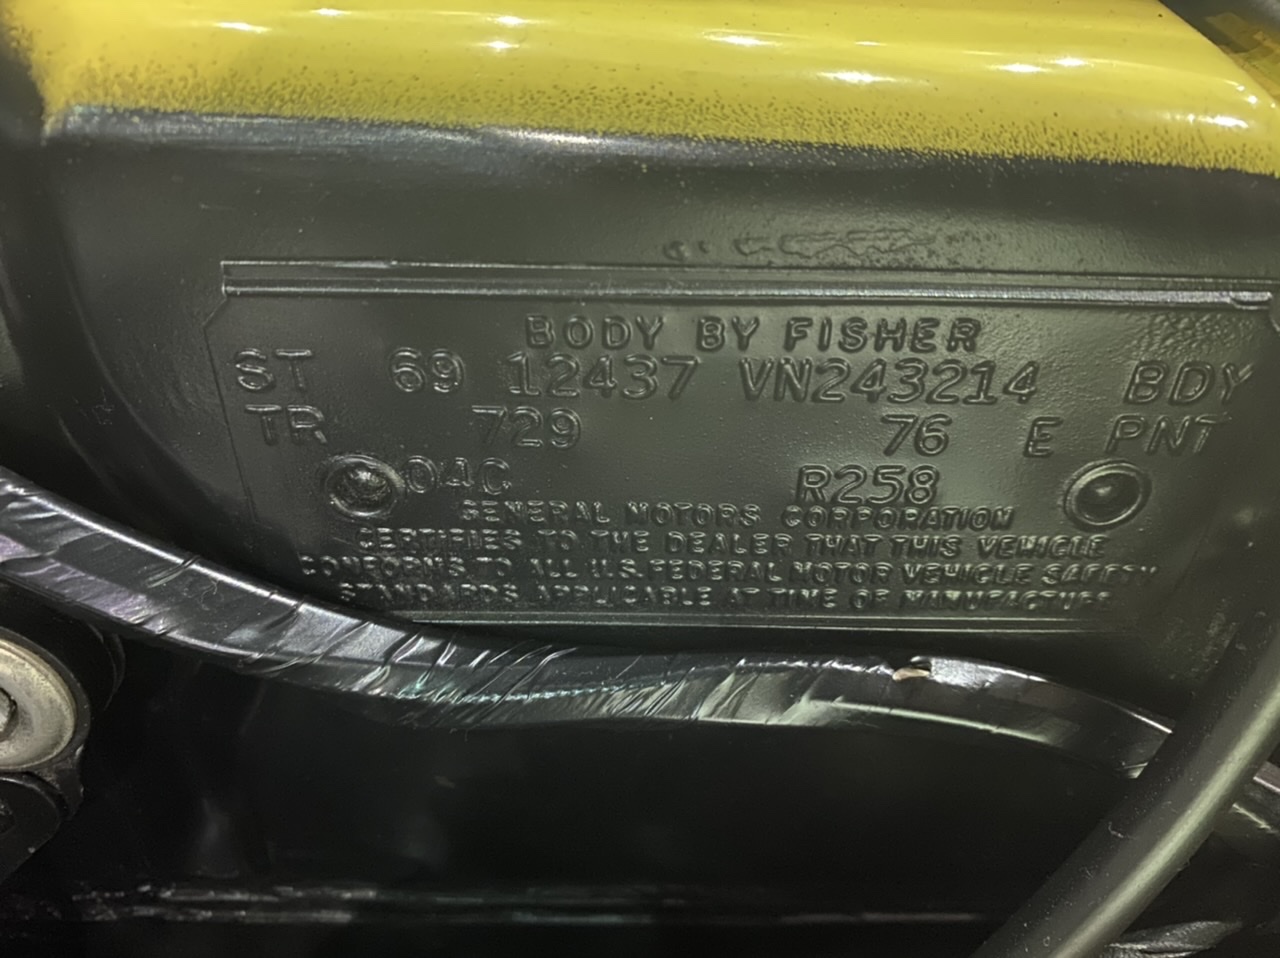 BODY BY FISHER
ST 69 12437 VN243214 BDY
TR 729 76 E PNT
04C R258
GENERAL MOTORS CORPORATION
CERTIFIES TO THE DEALER THAT THIS VEHICLE
CONFORMS TO ALL U.S. FEDERAL MOTOR VEHICLE SAFETY
STANDARDS APPLICABLE AT TIME OF MANUFACTURE